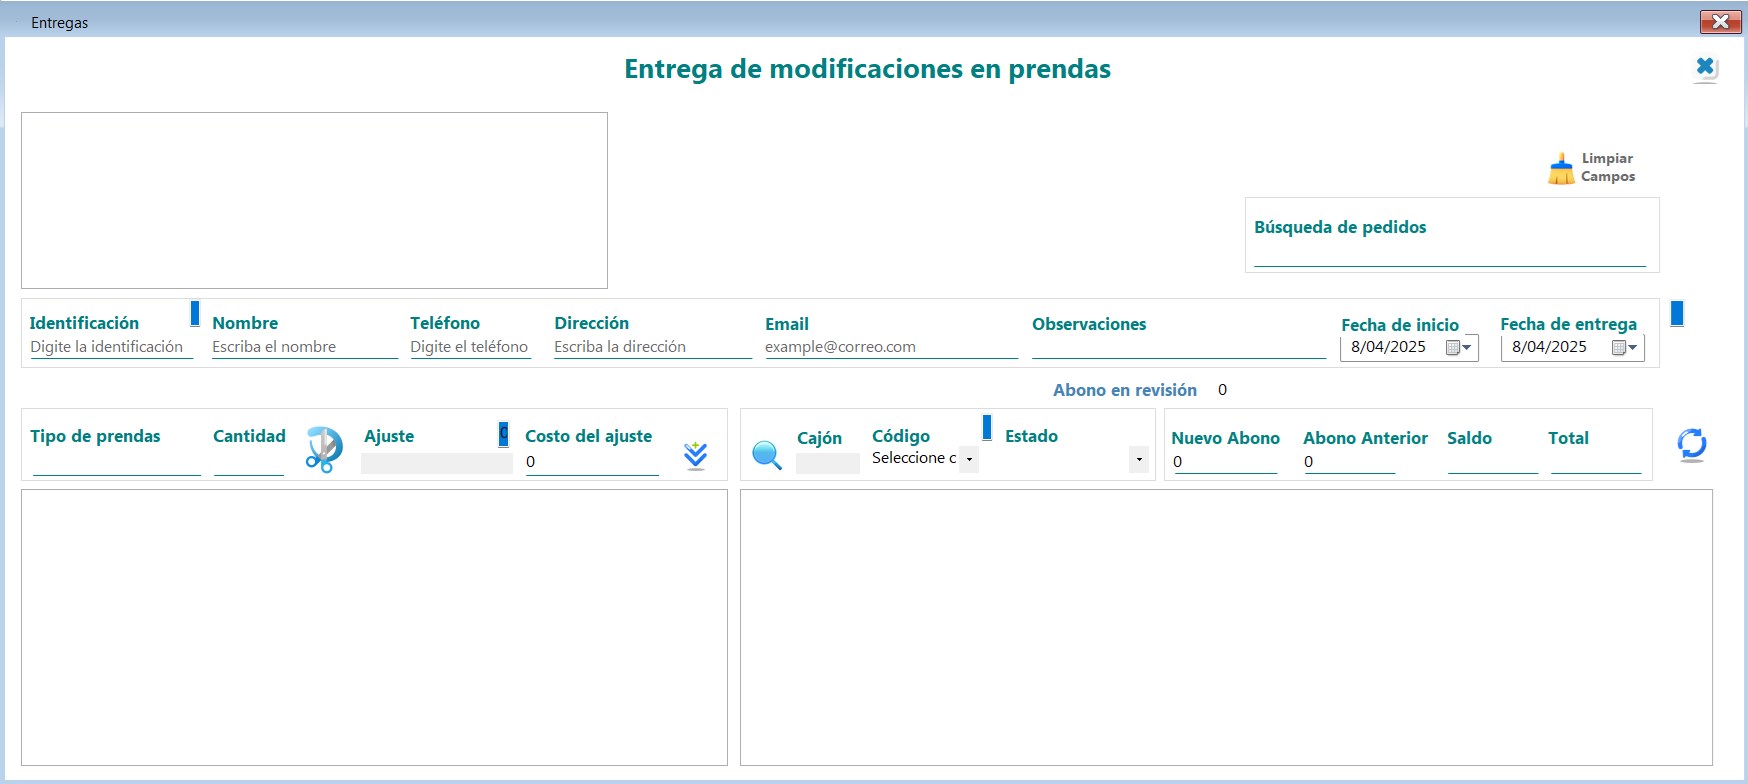 Entregas
Entrega de modificaciones en prendas
Limpiar
Campos
Búsqueda de pedidos
Identificación
Nombre
Teléfono
Dirección
Email
Observaciones
Fecha de inicio
Fecha de entrega
Digite la identificación
Escriba el nombre
Digite el teléfono
Escriba la dirección
example@correo.com
8/04/2025
8/04/2025
Abono en revisión 0
Tipo de prendas
Cantidad
Ajuste
0
Costo del ajuste
0
Cajón
Código
Seleccione c
Estado
Nuevo Abono
Abono Anterior
Saldo
Total
0
0